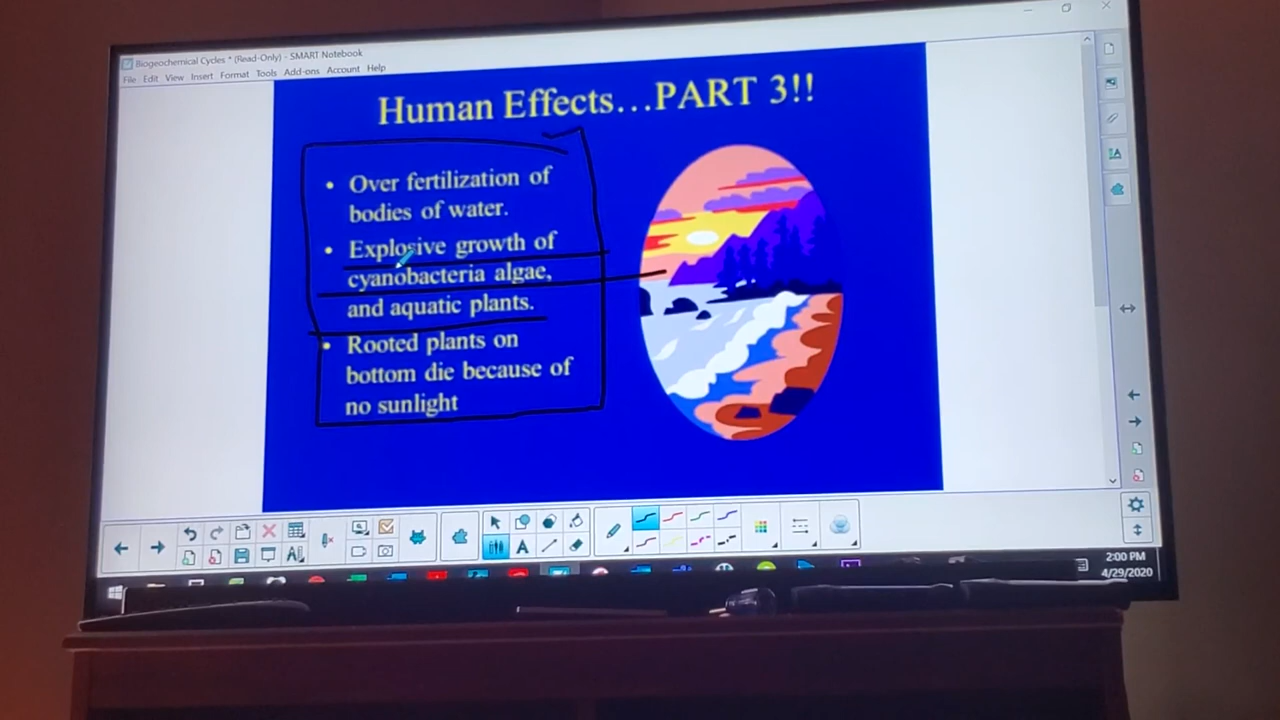 Biogeochemical Cycles * (Read-Only) - SMART Notebook
File Edit View Insert Format Tools Add-ons Account Help
Human Effects…PART 3!!
• Over fertilization of
bodies of water.
• Explosive growth of
cyanobacteria algae,
and aquatic plants.
• Rooted plants on
bottom die because of
no sunlight
2:00 PM
4/29/2020